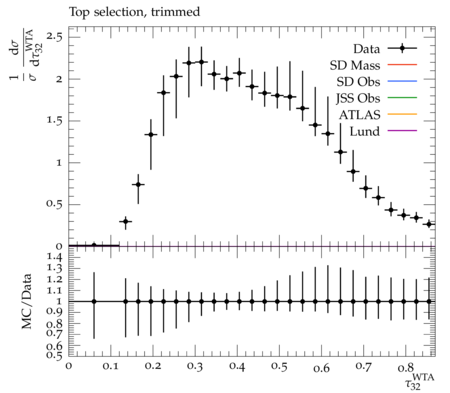 Top selection, trimmed
1/σ dσ/dτ₃₂^WTA
2.5
2
1.5
1
0.5
0
Data
SD Mass
SD Obs
JSS Obs
ATLAS
Lund
MC/Data
1.4
1.3
1.2
1.1
1
0.9
0.8
0.7
0.6
0.5
0 0.1 0.2 0.3 0.4 0.5 0.6 0.7 0.8
τ₃₂^WTA